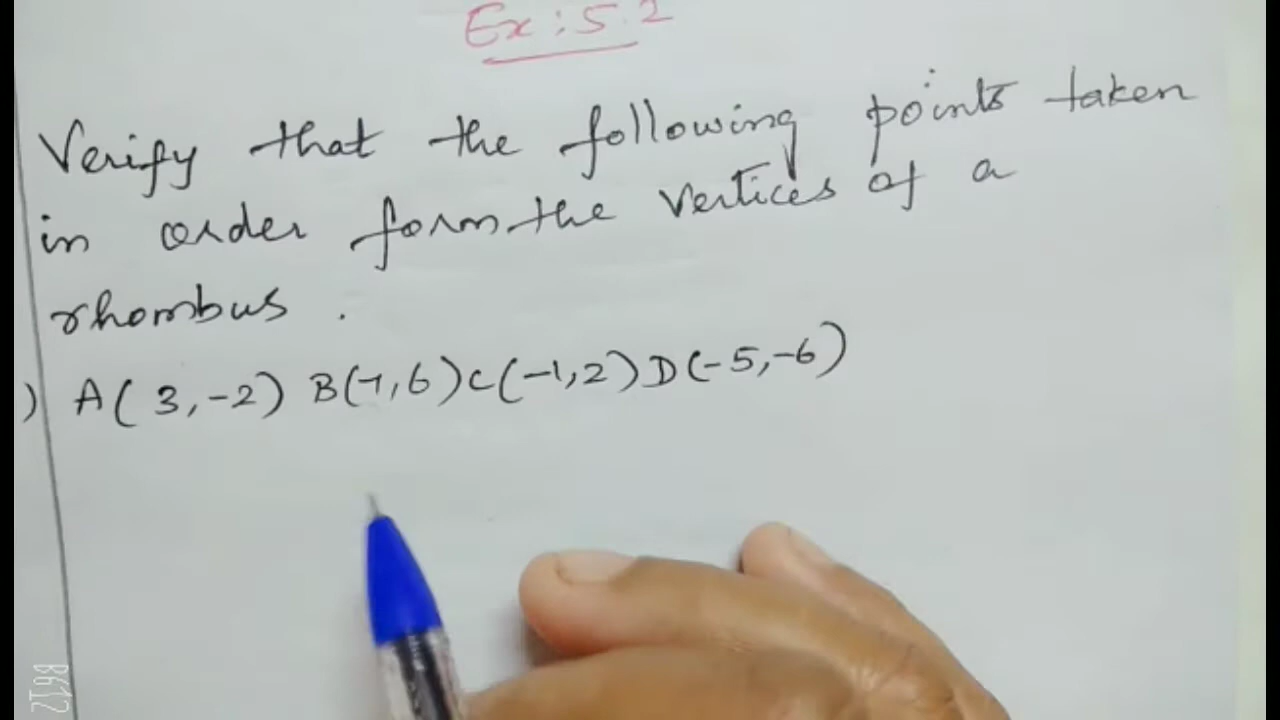 Ex: 5.2
Verify that the following points taken
in order form the vertices of a
rhombus.
) A(3,-2) B(7,6) C(-1,2) D(-5,-6)
B612